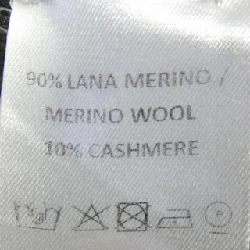 90% LANA MERINO /
MERINO WOOL
10% CASHMERE